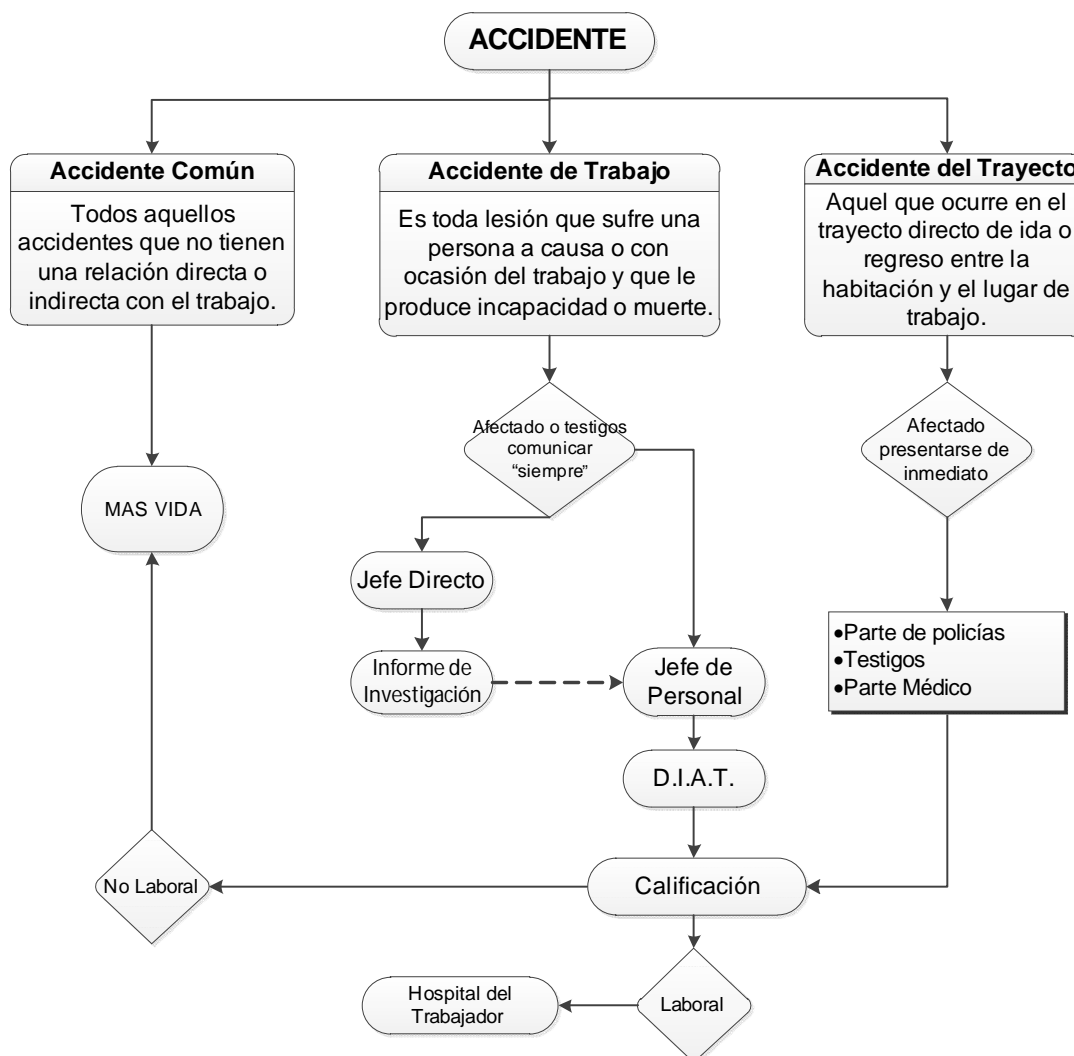 ACCIDENTE
Accidente Común
Todos aquellos
accidentes que no tienen
una relación directa o
indirecta con el trabajo.
Accidente de Trabajo
Es toda lesión que sufre una
persona a causa o con
ocasión del trabajo y que le
produce incapacidad o muerte.
Accidente del Trayecto
Aquel que ocurre en el
trayecto directo de ida o
regreso entre la
habitación y el lugar de
trabajo.
Afectado o testigos
comunicar
“siempre”
Afectado
presentarse de
inmediato
MAS VIDA
Jefe Directo
Informe de
Investigación
Jefe de
Personal
•Parte de policías
•Testigos
•Parte Médico
D.I.A.T.
No Laboral
Calificación
Hospital del
Trabajador
Laboral